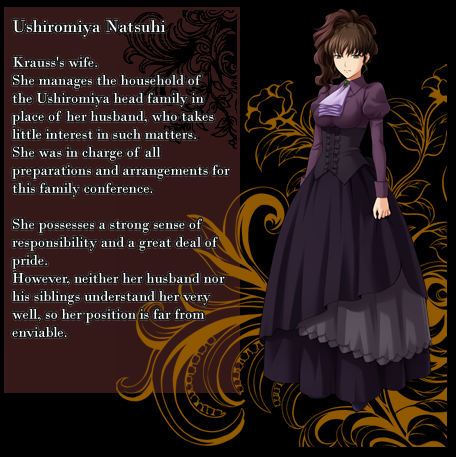 Ushiromiya Natsuhi
Krauss's wife.
She manages the household of
the Ushiromiya head family in
place of her husband, who takes
little interest in such matters.
She was in charge of all
preparations and arrangements for
this family conference.
She possesses a strong sense of
responsibility and a great deal of
pride.
However, neither her husband nor
his siblings understand her very
well, so her position is far from
enviable.